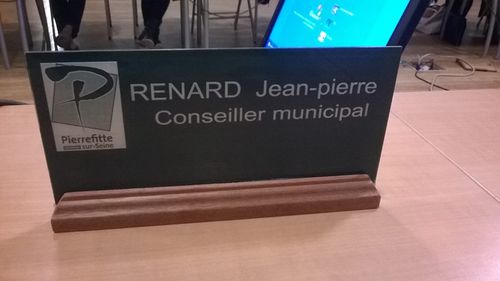 RENARD Jean-pierre
Conseiller municipal
Pierrefitte
sur-Seine